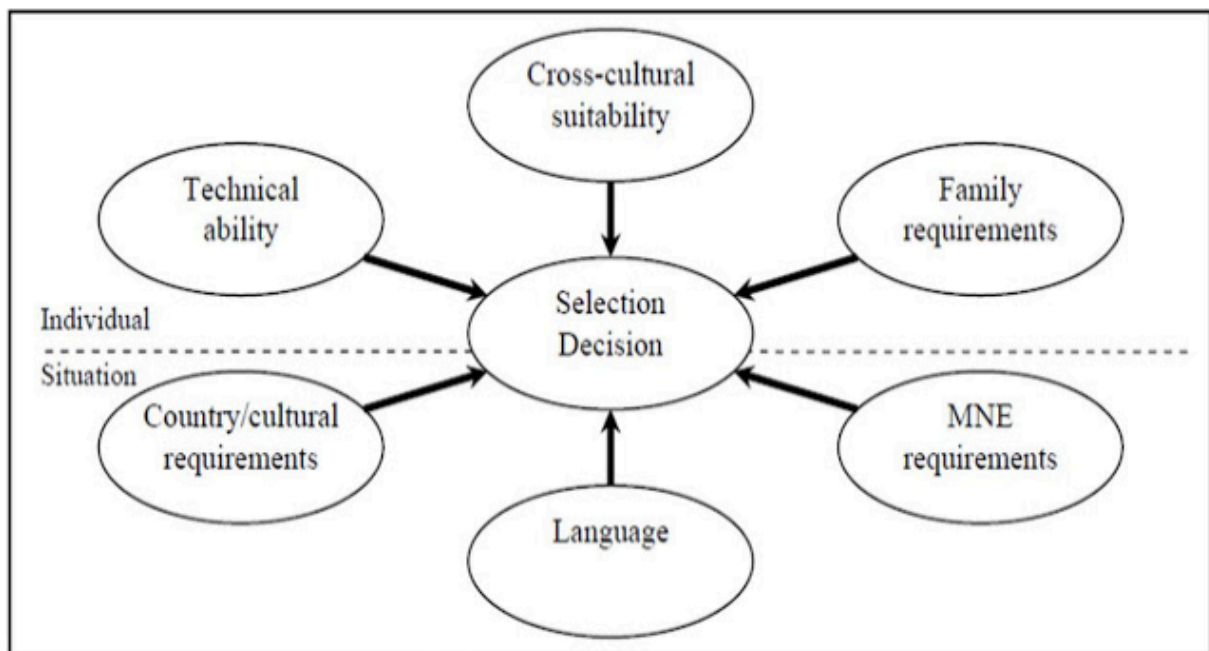 Cross-cultural
suitability
Technical
ability
Family
requirements
Selection
Decision
Individual
Situation
Country/cultural
requirements
MNE
requirements
Language